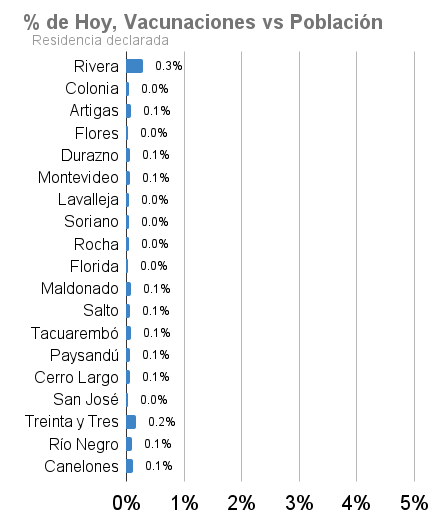 % de Hoy, Vacunaciones vs Población
Residencia declarada
Rivera 0.3%
Colonia 0.0%
Artigas 0.1%
Flores 0.0%
Durazno 0.1%
Montevideo 0.1%
Lavalleja 0.0%
Soriano 0.0%
Rocha 0.0%
Florida 0.0%
Maldonado 0.1%
Salto 0.1%
Tacuarembó 0.1%
Paysandú 0.1%
Cerro Largo 0.1%
San José 0.0%
Treinta y Tres 0.2%
Río Negro 0.1%
Canelones 0.1%
0% 1% 2% 3% 4% 5%